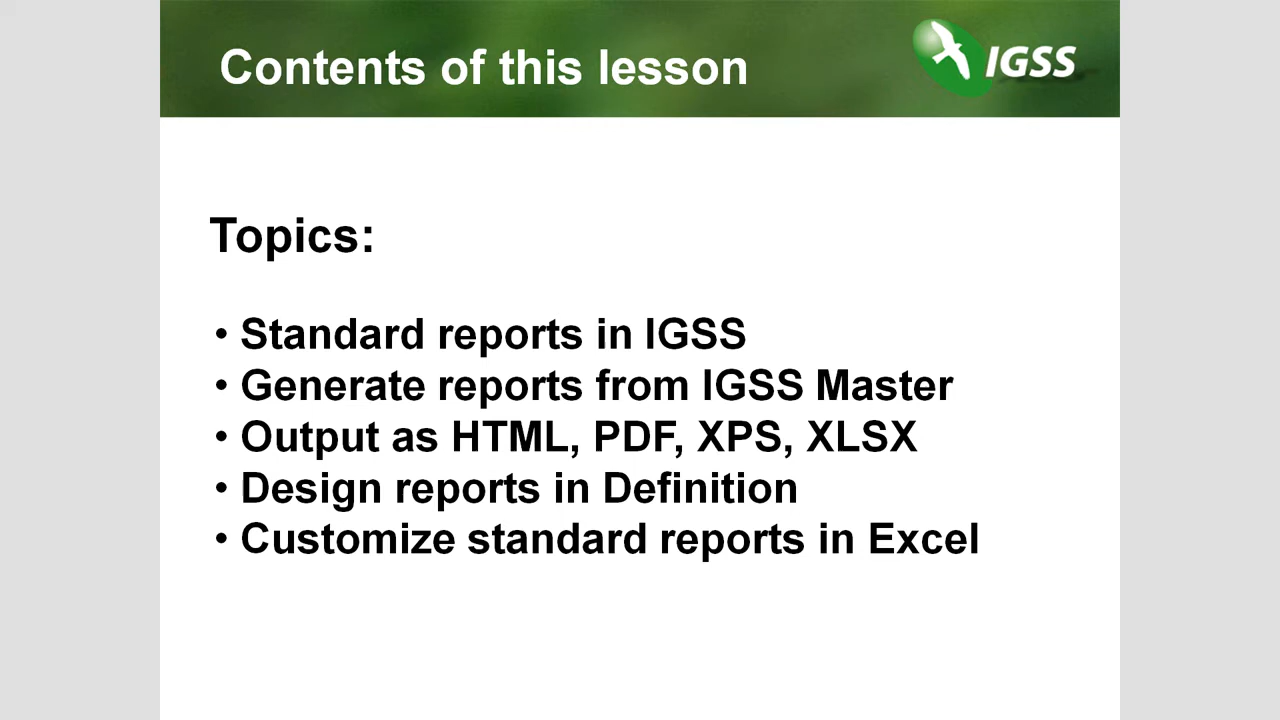 Contents of this lesson
IGSS
Topics:
• Standard reports in IGSS
• Generate reports from IGSS Master
• Output as HTML, PDF, XPS, XLSX
• Design reports in Definition
• Customize standard reports in Excel